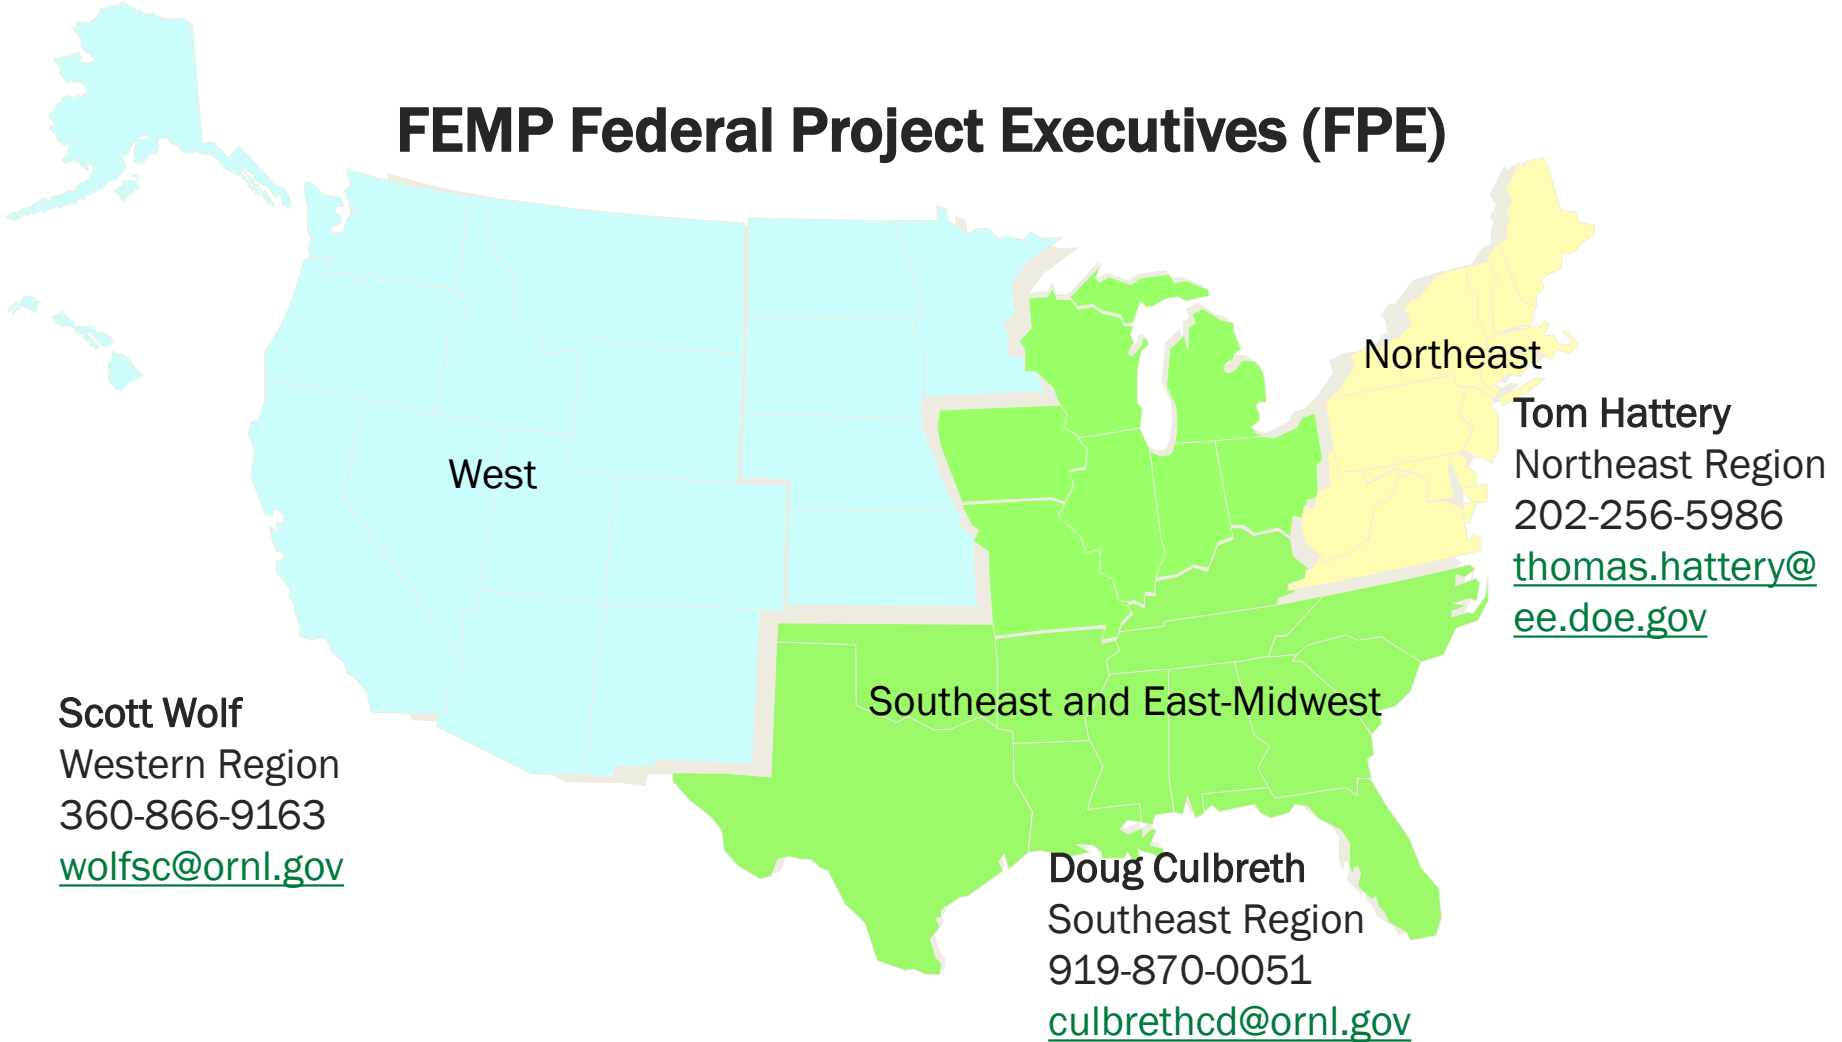 FEMP Federal Project Executives (FPE)
Northeast
Tom Hattery
Northeast Region
202-256-5986
thomas.hattery@
ee.doe.gov
West
Southeast and East-Midwest
Scott Wolf
Western Region
360-866-9163
wolfsc@ornl.gov
Doug Culbreth
Southeast Region
919-870-0051
culbrethcd@ornl.gov